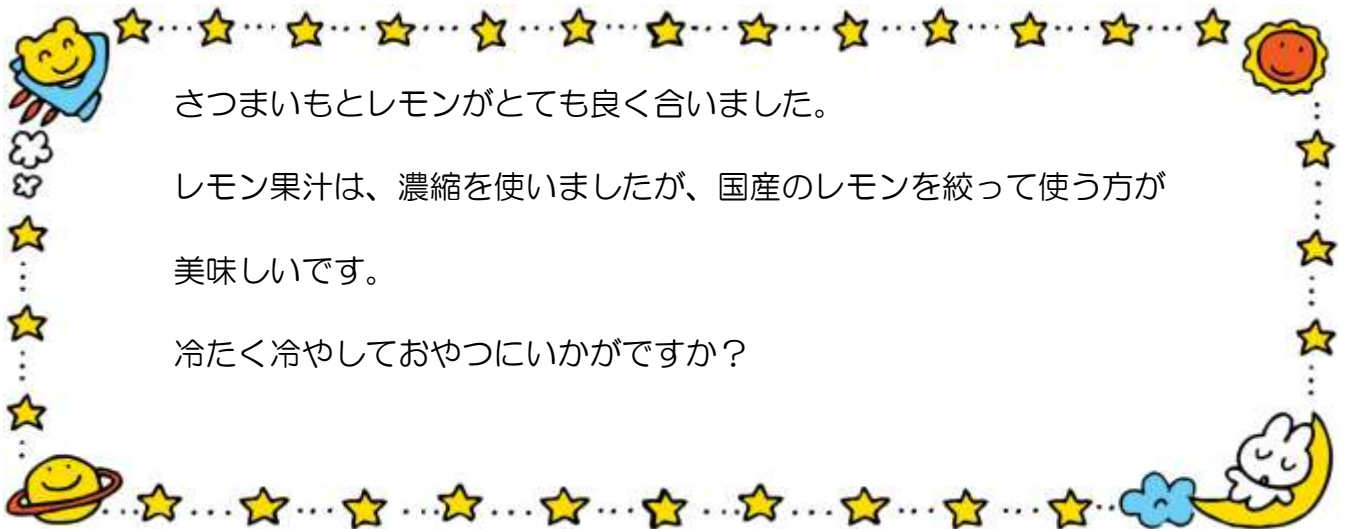 さつまいもとレモンがとても良く合いました。
レモン果汁は、濃縮を使いましたが、国産のレモンを絞って使う方が
美味しいです。
冷たく冷やしておやつにいかがですか？